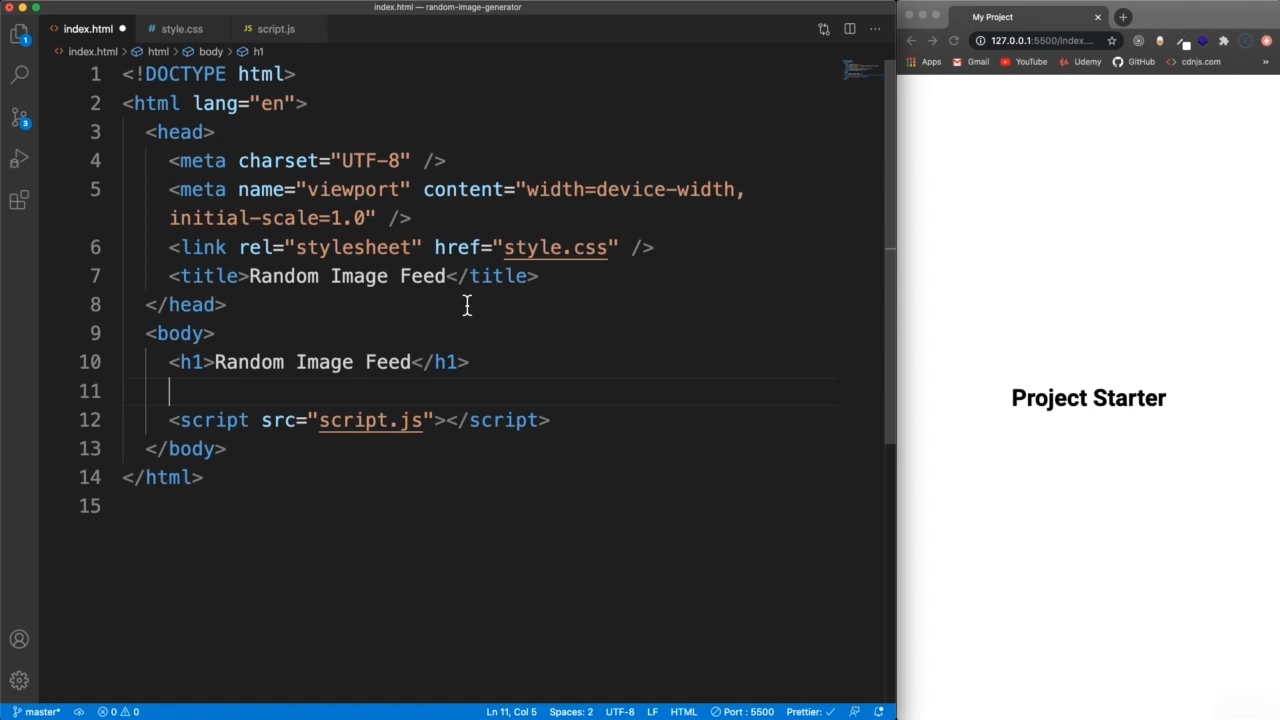 index.html — random-image-generator
index.html
style.css
JS script.js
index.html > html > body > h1
1 <!DOCTYPE html>
2 <html lang="en">
3 <head>
4 <meta charset="UTF-8" />
5 <meta name="viewport" content="width=device-width,
initial-scale=1.0" />
6 <link rel="stylesheet" href="style.css" />
7 <title>Random Image Feed</title>
8 </head>
9 <body>
10 <h1>Random Image Feed</h1>
11
12 <script src="script.js"></script>
13 </body>
14 </html>
15
1
3
master*
0 0
Ln 11, Col 5 Spaces: 2 UTF-8 LF HTML Port : 5500 Prettier: ✓
My Project
127.0.0.1:5500/index....
Apps Gmail YouTube Udemy GitHub <> cdnjs.com »
Project Starter